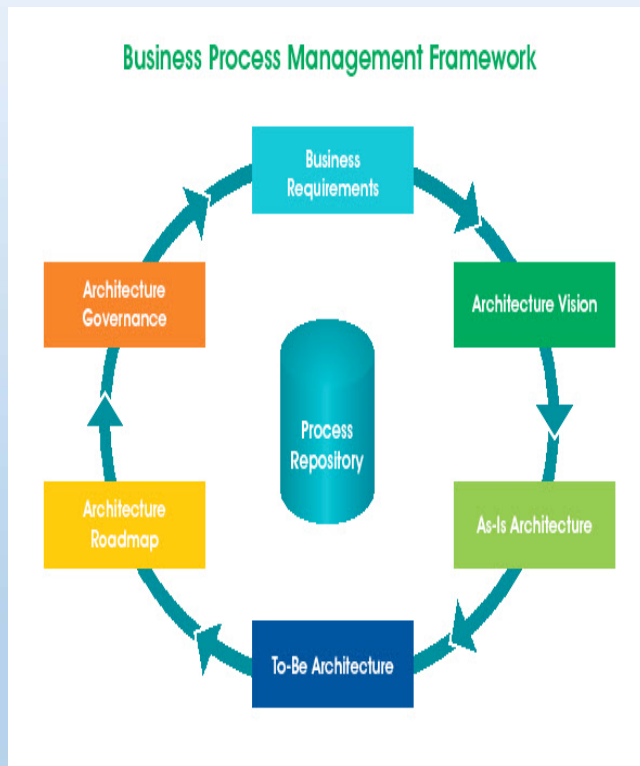 Business Process Management Framework
Business
Requirements
Architecture
Governance
Architecture Vision
Process
Repository
Architecture
Roadmap
As-Is Architecture
To-Be Architecture